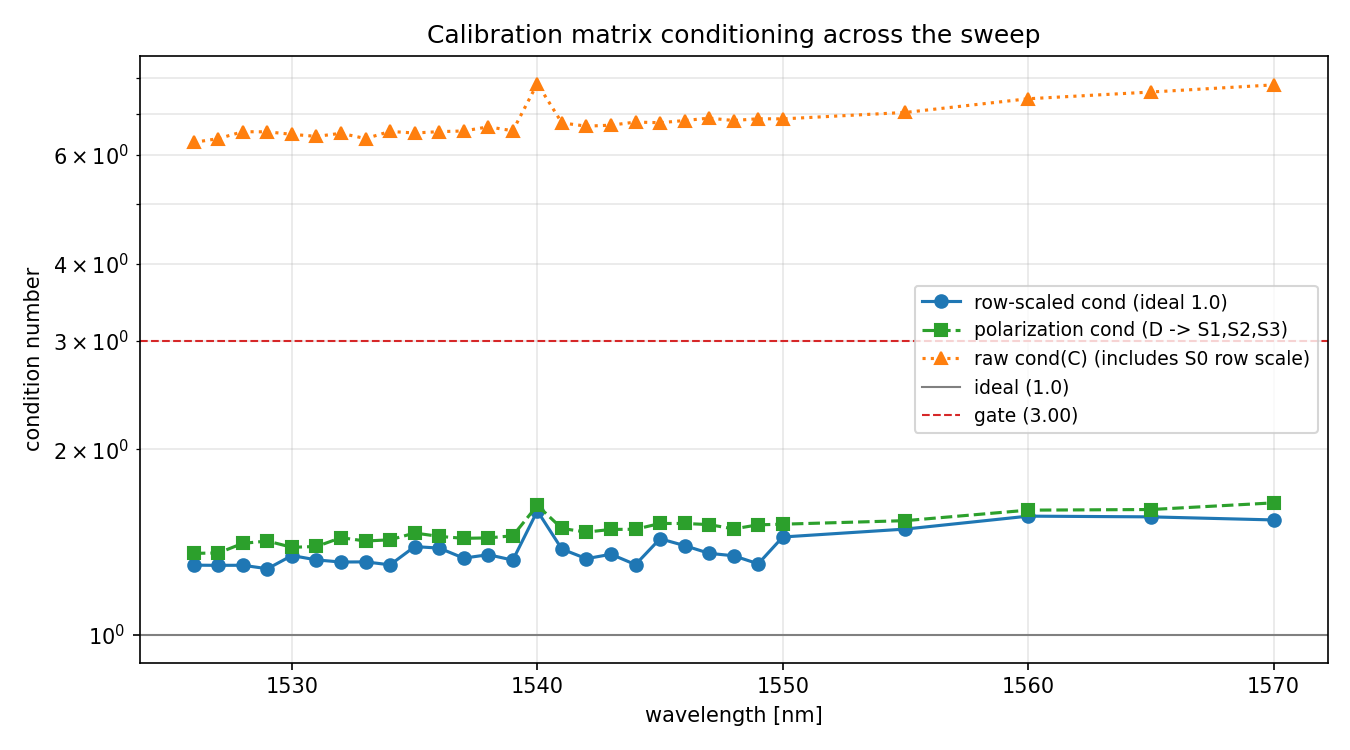 Calibration matrix conditioning across the sweep
condition number
6 × 10⁰
4 × 10⁰
3 × 10⁰
2 × 10⁰
10⁰
row-scaled cond (ideal 1.0)
polarization cond (D -> S1,S2,S3)
raw cond(C) (includes S0 row scale)
ideal (1.0)
gate (3.00)
1530 1540 1550 1560 1570
wavelength [nm]